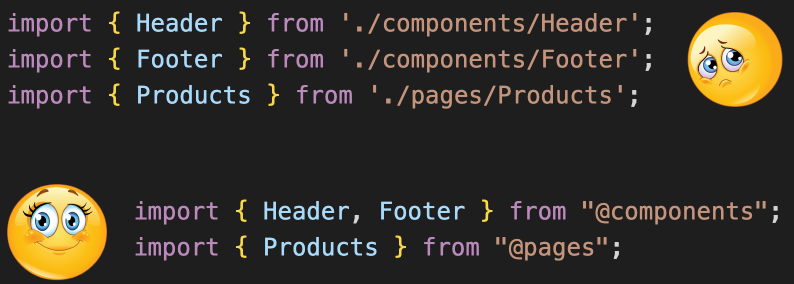 import { Header } from './components/Header';
import { Footer } from './components/Footer';
import { Products } from './pages/Products';
import { Header, Footer } from "@components";
import { Products } from "@pages";